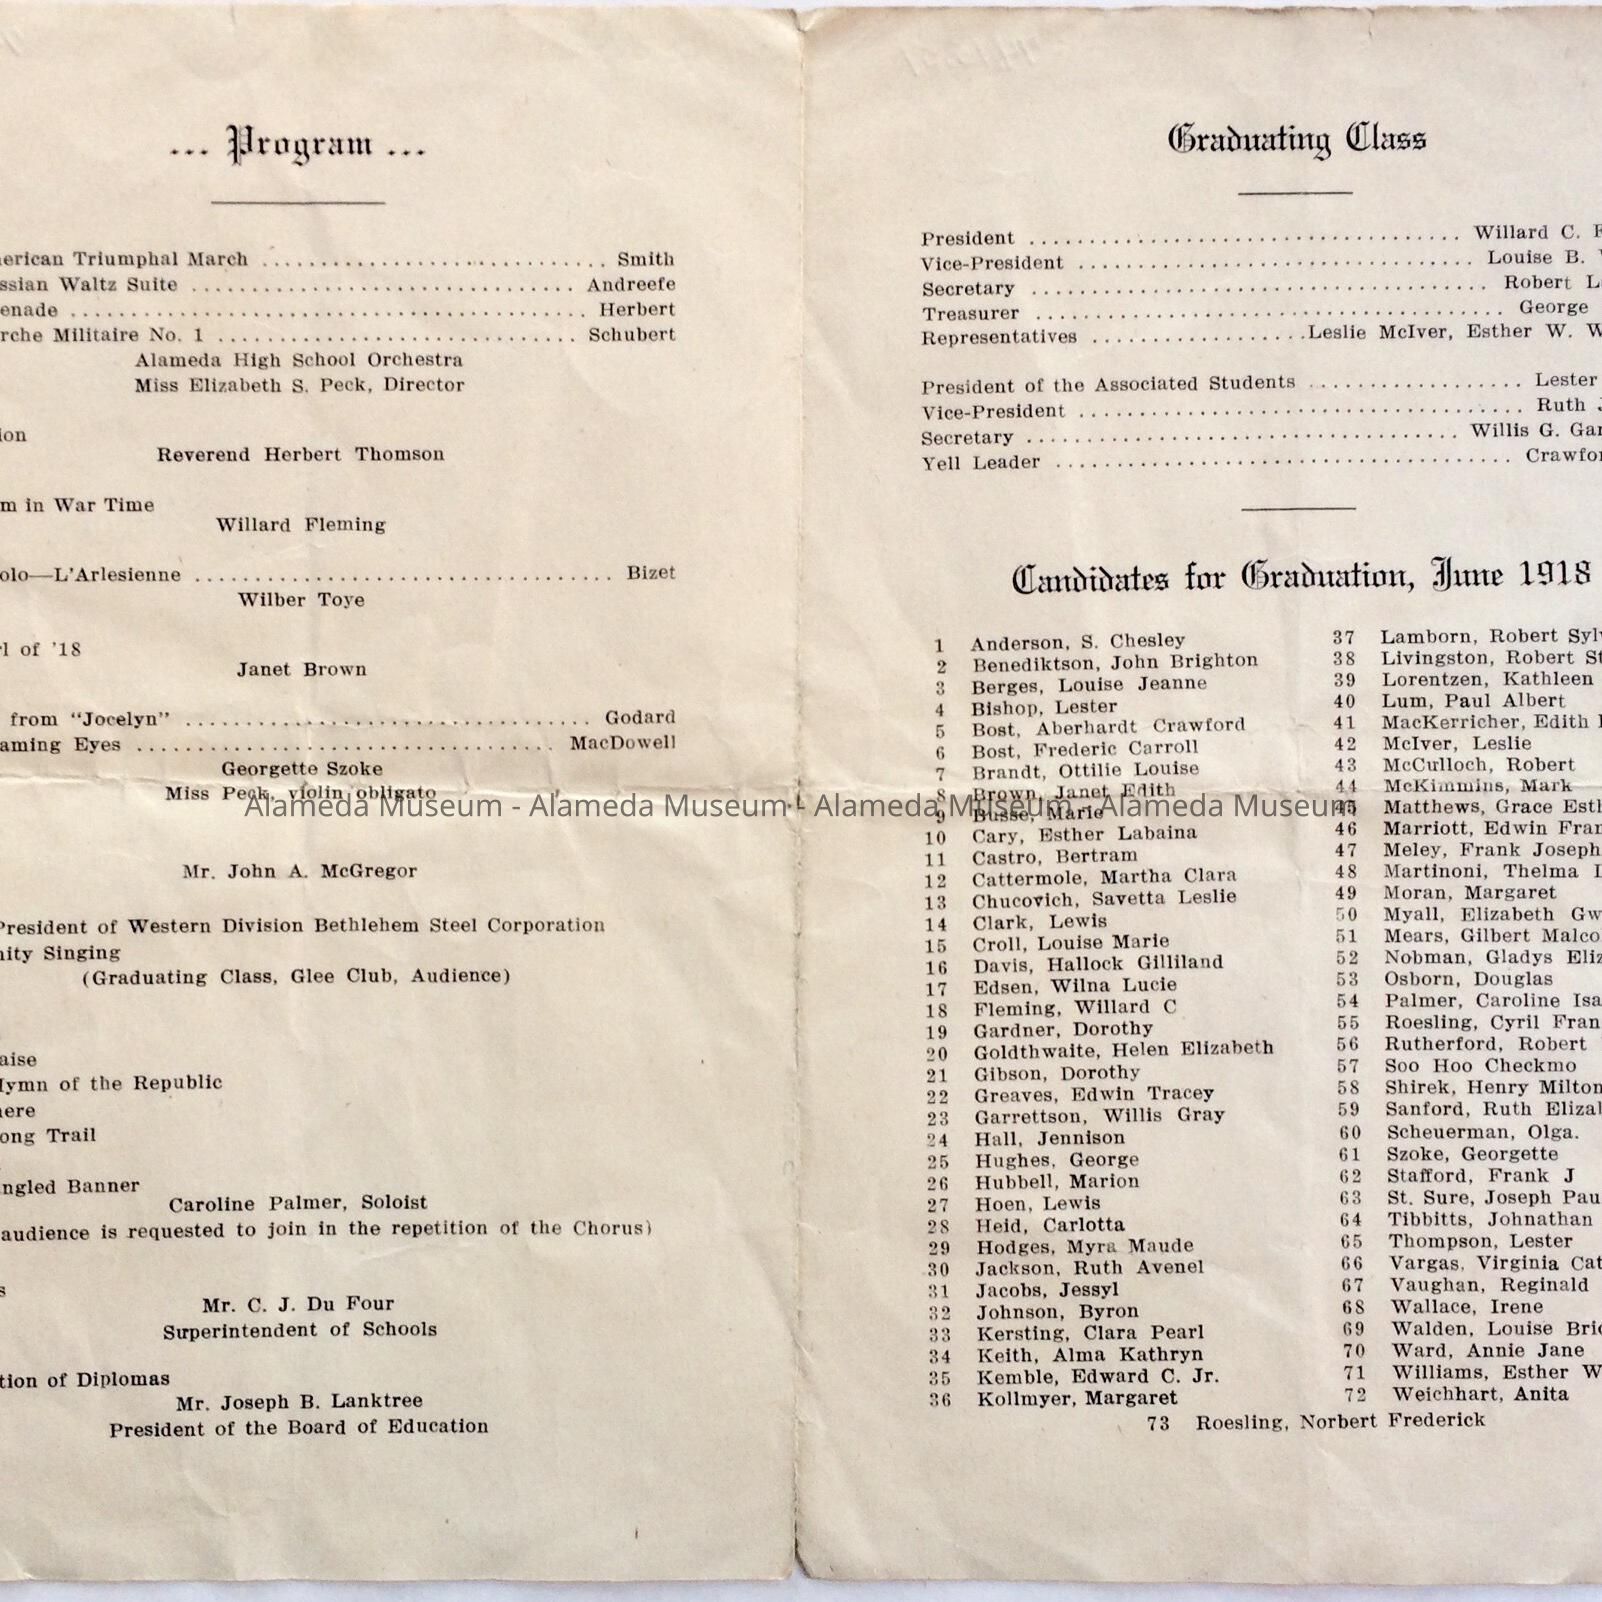 ... Program ...
erican Triumphal March ........................ Smith
ssian Waltz Suite ........................ Andreefe
enade ........................ Herbert
rche Militaire No. 1 ........................ Schubert
Alameda High School Orchestra
Miss Elizabeth S. Peck, Director
ion
Reverend Herbert Thomson
m in War Time
Willard Fleming
olo—L'Arlesienne ........................ Bizet
Wilber Toye
l of '18
Janet Brown
from “Jocelyn” ........................ Godard
aming Eyes ........................ MacDowell
Georgette Szoke
Miss Peck, violin obligato
Mr. John A. McGregor
President of Western Division Bethlehem Steel Corporation
nity Singing
(Graduating Class, Glee Club, Audience)
aise
Hymn of the Republic
here
ong Trail
ngled Banner
Caroline Palmer, Soloist
audience is requested to join in the repetition of the Chorus)
s
Mr. C. J. Du Four
Superintendent of Schools
tion of Diplomas
Mr. Joseph B. Lanktree
President of the Board of Education
Graduating Class
President ........................ Willard C. F
Vice-President ........................ Louise B.
Secretary ........................ Robert L
Treasurer ........................ George
Representatives ........................ Leslie McIver, Esther W. W
President of the Associated Students ........................ Lester
Vice-President ........................ Ruth J
Secretary ........................ Willis G. Gar
Yell Leader ........................ Crawfor
Candidates for Graduation, June 1918
1 Anderson, S. Chesley
2 Benediktson, John Brighton
3 Berges, Louise Jeanne
4 Bishop, Lester
5 Bost, Aberhardt Crawford
6 Bost, Frederic Carroll
7 Brandt, Ottilie Louise
8 Brown, Janet Edith
9 Busse, Marie
10 Cary, Esther Labaina
11 Castro, Bertram
12 Cattermole, Martha Clara
13 Chucovich, Savetta Leslie
14 Clark, Lewis
15 Croll, Louise Marie
16 Davis, Hallock Gilliland
17 Edsen, Wilna Lucie
18 Fleming, Willard C
19 Gardner, Dorothy
20 Goldthwaite, Helen Elizabeth
21 Gibson, Dorothy
22 Greaves, Edwin Tracey
23 Garrettson, Willis Gray
24 Hall, Jennison
25 Hughes, George
26 Hubbell, Marion
27 Hoen, Lewis
28 Heid, Carlotta
29 Hodges, Myra Maude
30 Jackson, Ruth Avenel
31 Jacobs, Jessyl
32 Johnson, Byron
33 Kersting, Clara Pearl
34 Keith, Alma Kathryn
35 Kemble, Edward C. Jr.
36 Kollmyer, Margaret
37 Lamborn, Robert Sylv
38 Livingston, Robert St
39 Lorentzen, Kathleen
40 Lum, Paul Albert
41 MacKerricher, Edith
42 McIver, Leslie
43 McCulloch, Robert
44 McKimmins, Mark
45 Matthews, Grace Esth
46 Marriott, Edwin Fran
47 Meley, Frank Joseph
48 Martinoni, Thelma L
49 Moran, Margaret
50 Myall, Elizabeth Gw
51 Mears, Gilbert Malco
52 Nobman, Gladys Eliz
53 Osborn, Douglas
54 Palmer, Caroline Isa
55 Roesling, Cyril Fran
56 Rutherford, Robert
57 Soo Hoo Checkmo
58 Shirek, Henry Milton
59 Sanford, Ruth Elizab
60 Scheuerman, Olga.
61 Szoke, Georgette
62 Stafford, Frank J
63 St. Sure, Joseph Pau
64 Tibbitts, Johnathan
65 Thompson, Lester
66 Vargas, Virginia Cat
67 Vaughan, Reginald
68 Wallace, Irene
69 Walden, Louise Bric
70 Ward, Annie Jane
71 Williams, Esther W
72 Weichhart, Anita
73 Roesling, Norbert Frederick
Alameda Museum - Alameda Museum - Alameda Museum - Alameda Museum